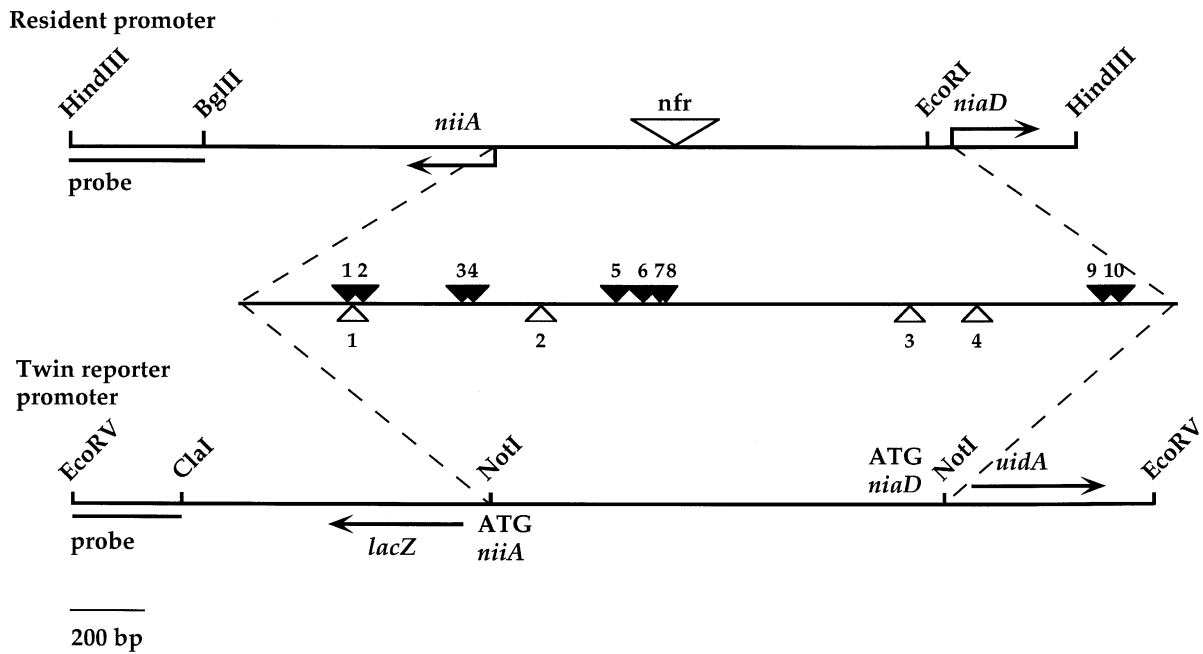 Resident promoter
HindIII
BglII
niiA
nfr
EcoRI
niaD
HindIII
probe
1 2 34 5 6 78 9 10
1 2 3 4
Twin reporter
promoter
EcoRV
ClaI
NotI
ATG
niaD
NotI
uidA
EcoRV
probe
lacZ
ATG
niiA
200 bp